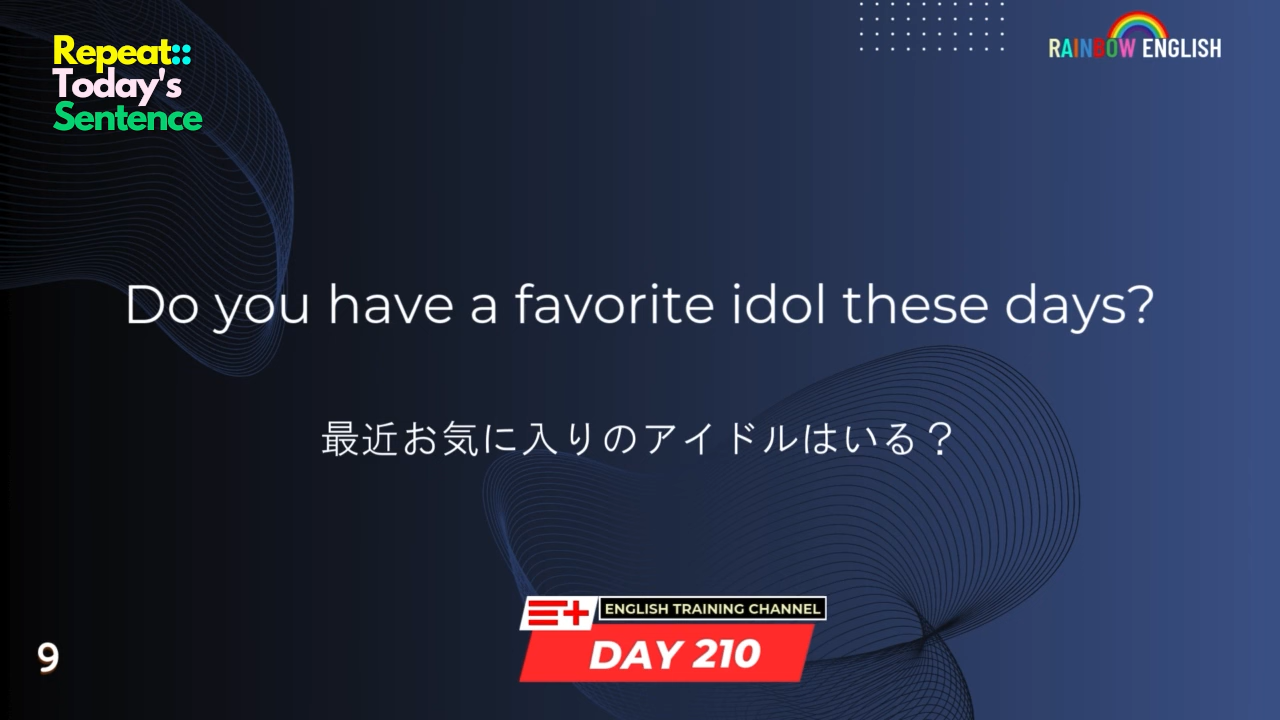 Repeat::
Today's
Sentence
RAINBOW ENGLISH
Do you have a favorite idol these days?
最近お気に入りのアイドルはいる？
E+ ENGLISH TRAINING CHANNEL
DAY 210
9